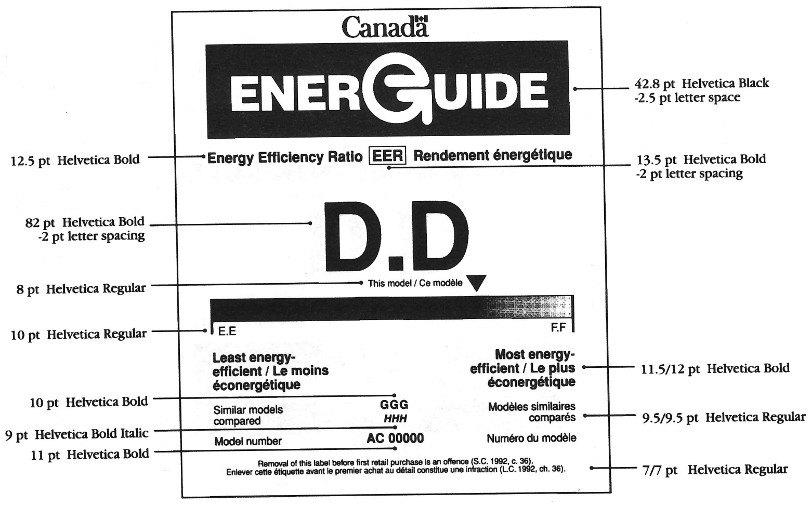 Canada
ENERGUIDE
42.8 pt Helvetica Black
-2.5 pt letter space
12.5 pt Helvetica Bold
Energy Efficiency Ratio EER Rendement énergétique
13.5 pt Helvetica Bold
-2 pt letter spacing
82 pt Helvetica Bold
-2 pt letter spacing
D.D
8 pt Helvetica Regular
This model / Ce modèle
10 pt Helvetica Regular
E.E F.F
Least energy-
efficient / Le moins
éconergétique
Most energy-
efficient / Le plus
éconergétique
11.5/12 pt Helvetica Bold
10 pt Helvetica Bold
Similar models
compared
GGG
HHH
Modèles similaires
comparés
9.5/9.5 pt Helvetica Regular
9 pt Helvetica Bold Italic
Model number AC 00000 Numéro du modèle
11 pt Helvetica Bold
Removal of this label before first retail purchase is an offence (S.C. 1992, c. 36).
Enlever cette étiquette avant le premier achat au détail constitue une infraction (L.C. 1992, ch. 36).
7/7 pt Helvetica Regular